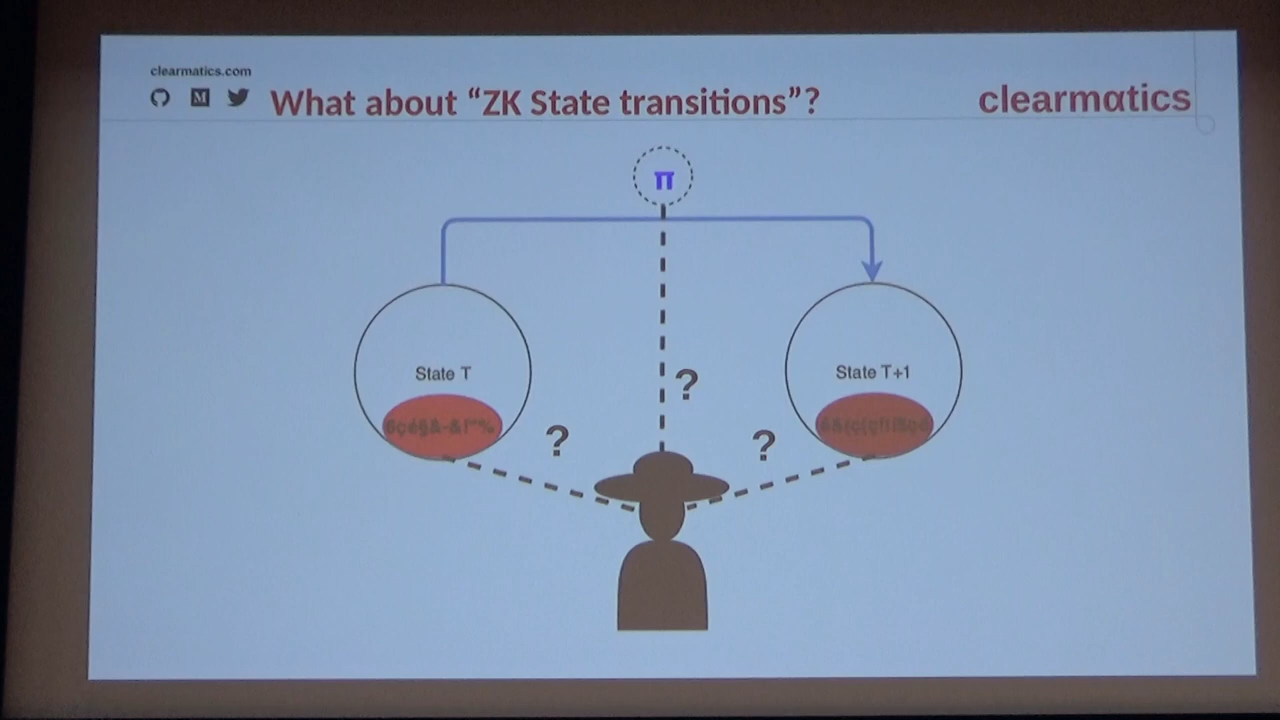 clearmatics.com
What about “ZK State transitions”?
clearmatics
π
State T
State T+1
?
?
?